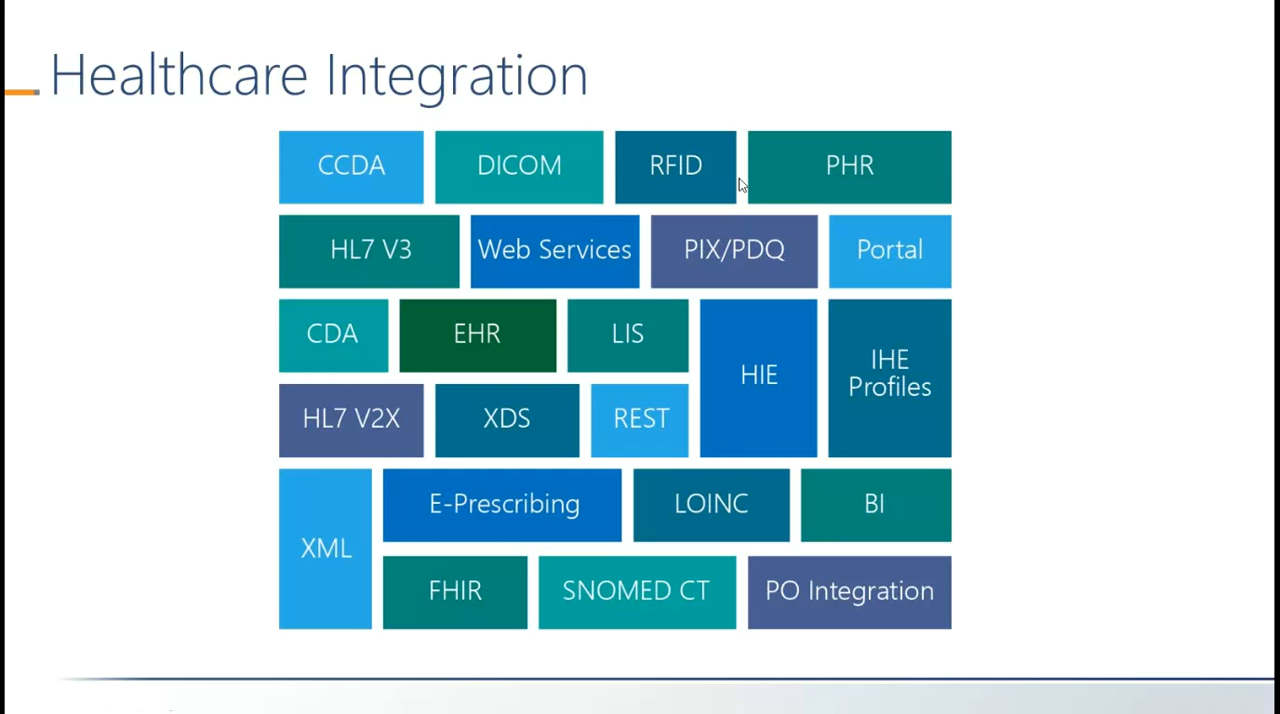 Healthcare Integration
CCDA
DICOM
RFID
PHR
HL7 V3
Web Services
PIX/PDQ
Portal
CDA
EHR
LIS
HIE
IHE
Profiles
HL7 V2X
XDS
REST
XML
E-Prescribing
LOINC
BI
FHIR
SNOMED CT
PO Integration